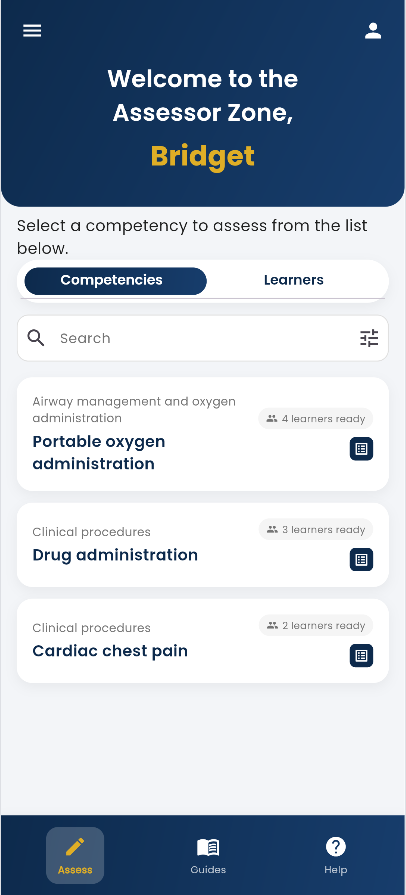 Welcome to the
Assessor Zone,
Bridget
Select a competency to assess from the list
below.
Competencies
Learners
Search
Airway management and oxygen
administration
4 learners ready
Portable oxygen
administration
Clinical procedures
3 learners ready
Drug administration
Clinical procedures
2 learners ready
Cardiac chest pain
Assess
Guides
Help